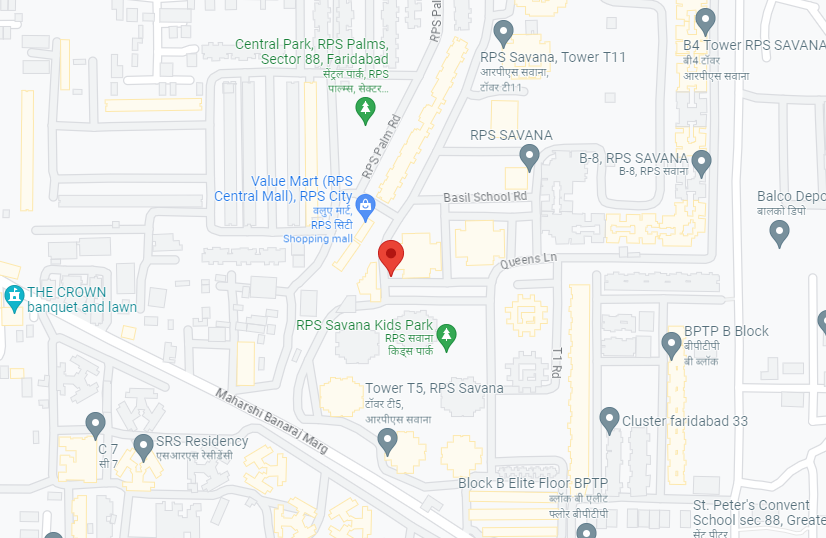 RPS Pal
Central Park, RPS Palms,
Sector 88, Faridabad
सेंट्रल पार्क, RPS
पाल्म्स, सेक्टर…
RPS Savana, Tower T11
आरपीएस सवाना,
टॉवर टी11
B4 Tower RPS SAVANA
बी4 टॉवर
आरपीएस सवाना
RPS Palm Rd
RPS SAVANA
B-8, RPS SAVANA
B-8, RPS सवाना
Value Mart (RPS
Central Mall), RPS City
वलुए मार्ट,
RPS सिटी
Shopping mall
Basil School Rd
Balco Depo
बालको डिपो
Queens Ln
THE CROWN
banquet and lawn
RPS Savana Kids Park
RPS सवाना
किड्स पार्क
BPTP B Block
बीपीटीपी
बी ब्लॉक
T1 Rd
Tower T5, RPS Savana
टॉवर टी5,
आरपीएस सवाना
Maharshi Banaraj Marg
Cluster faridabad 33
C 7
सी 7
SRS Residency
एसआरएस रेसीडेंसी
Block B Elite Floor BPTP
ब्लॉक बी एलीट
फ्लोर बीपीटीपी
St. Peter's Convent
School sec 88, Greate
सेंट पीटर